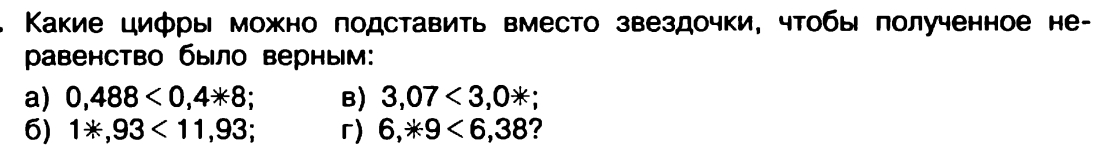 . Какие цифры можно подставить вместо звездочки, чтобы полученное не-
равенство было верным:
а) 0,488 < 0,4*8; в) 3,07 < 3,0*;
б) 1*,93 < 11,93; г) 6,*9 < 6,38?